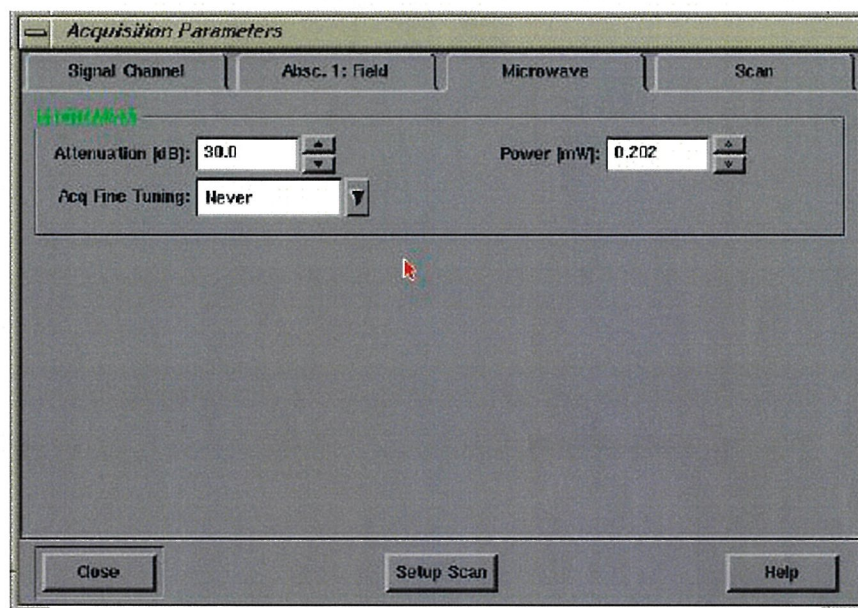 Acquisition Parameters
Signal Channel Absc. 1: Field Microwave Scan
Attenuation [dB]: 30.0 Power [mW]: 0.202
Acq Fine Tuning: Never
Close Setup Scan Help